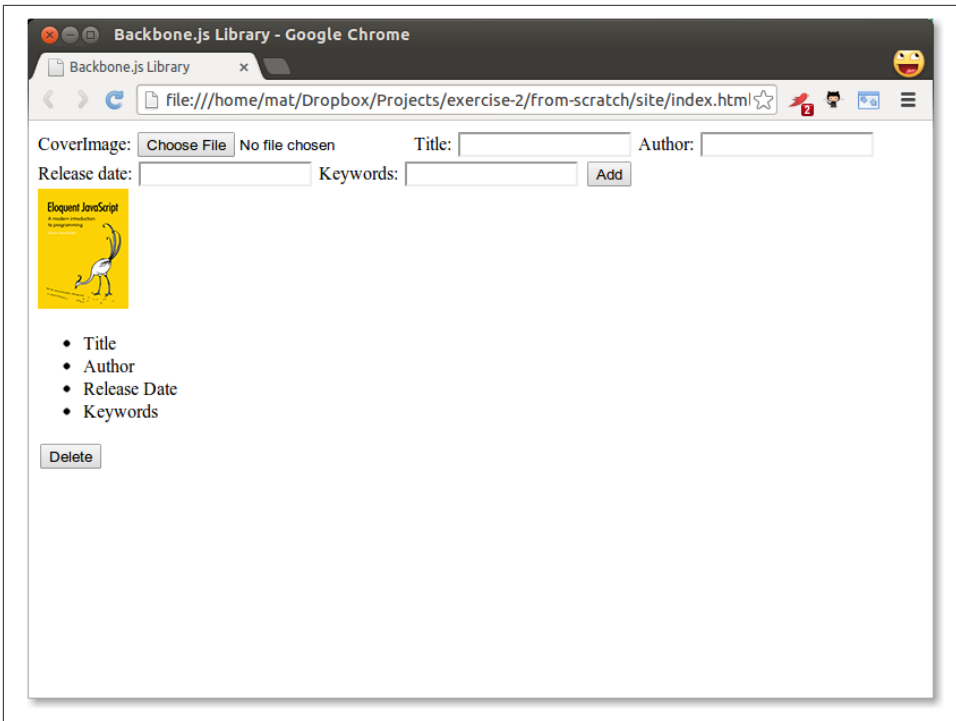 Backbone.js Library - Google Chrome
Backbone.js Library
file:///home/mat/Dropbox/Projects/exercise-2/from-scratch/site/index.html
2
CoverImage: Choose File No file chosen Title: Author:
Release date: Keywords: Add
Eloquent JavaScript
A modern introduction
to programming
Title
Author
Release Date
Keywords
Delete